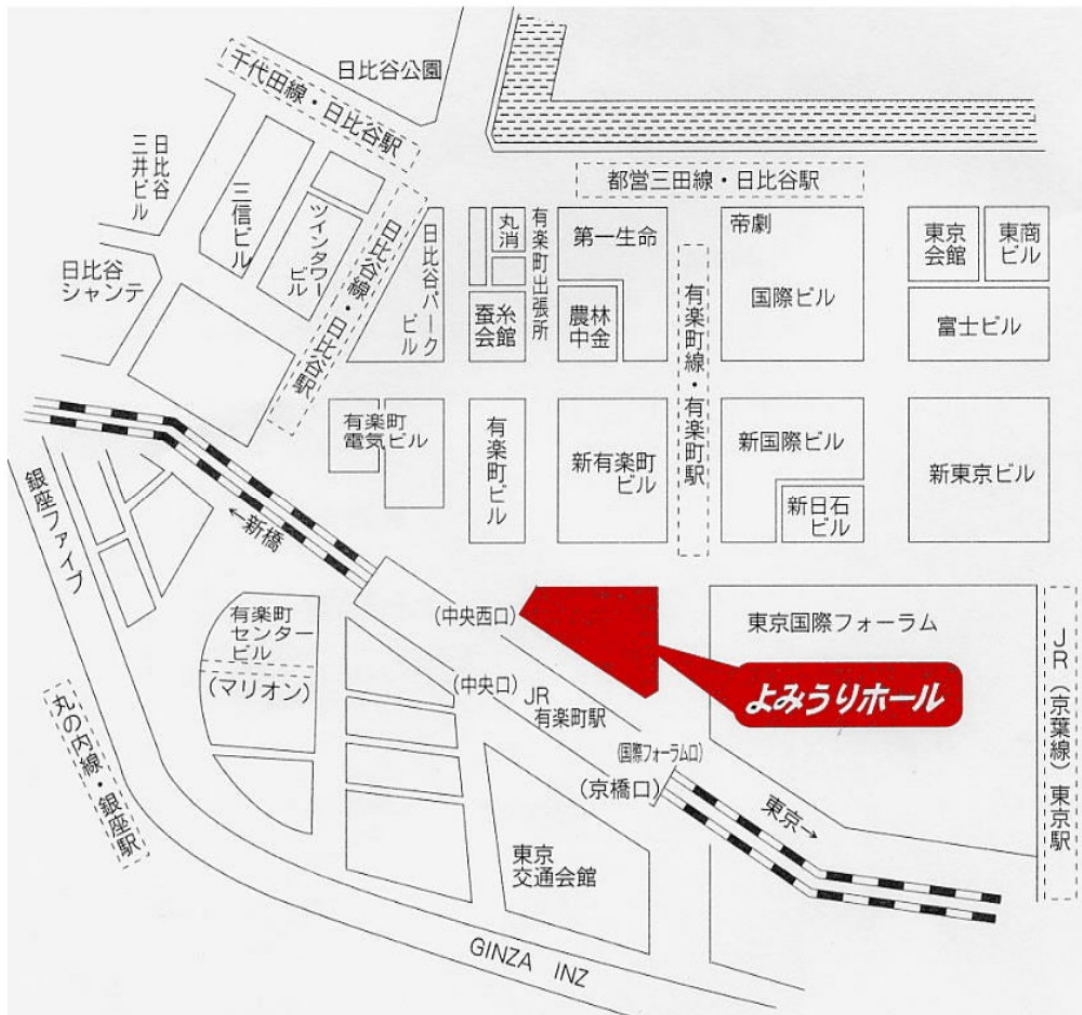 日比谷公園
千代田線・日比谷駅
日比谷
三井ビル
三信ビル
ツインタワー
ビル
日比谷線・日比谷駅
日比谷パーク
ビル
日比谷
シャンテ
都営三田線・日比谷駅
丸消
有楽町出張所
蚕糸
会館
第一生命
農林
中金
有楽町線・有楽町駅
帝劇
国際ビル
東京
会館
東商
ビル
富士ビル
有楽町
電気ビル
有楽町ビル
新有楽町
ビル
新国際ビル
新日石
ビル
新東京ビル
銀座ファイブ
←新橋
有楽町
センター
ビル
(マリオン)
丸の内線・銀座駅
(中央西口)
(中央口)
JR
有楽町駅
(国際フォーラム口)
(京橋口)
東京国際フォーラム
よみうりホール
JR(京葉線)東京駅
東京→
東京
交通会館
GINZA INZ